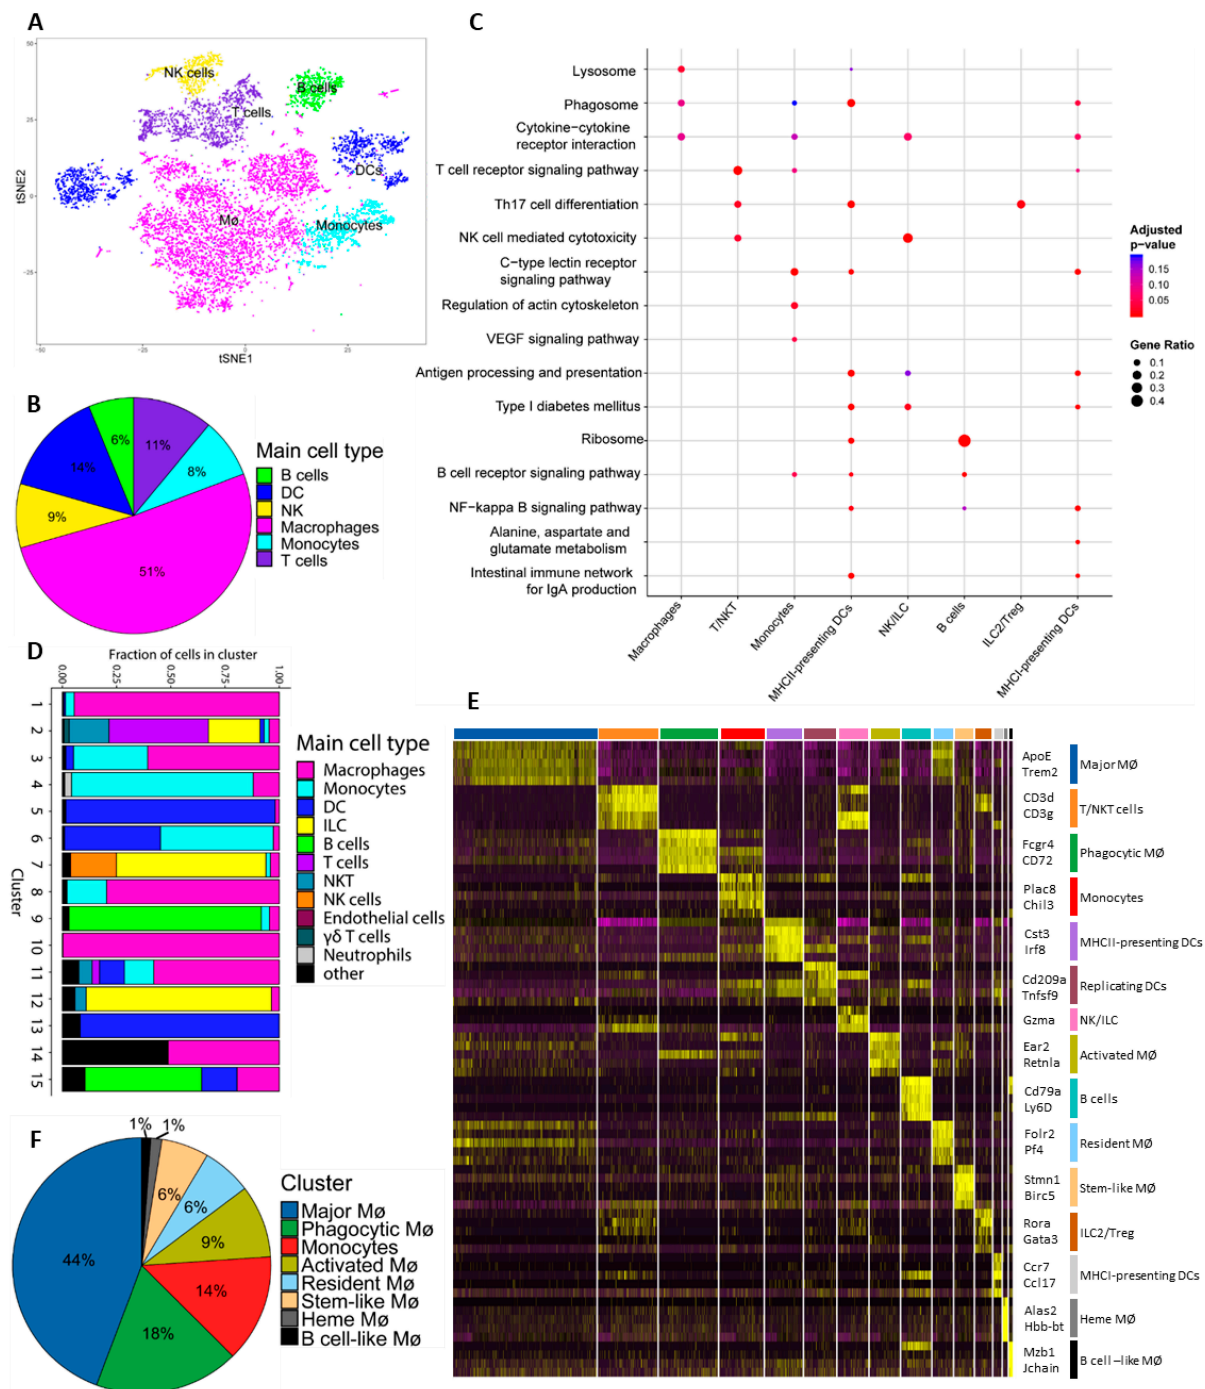 A
50
25
0
-25
-50
-25
0
25
tSNE2
tSNE1
NK cells
B cells
T cells
DCs
Mø
Monocytes
B
6%
11%
8%
51%
9%
14%
Main cell type
B cells
DC
NK
Macrophages
Monocytes
T cells
C
Lysosome
Phagosome
Cytokine−cytokine
receptor interaction
T cell receptor signaling pathway
Th17 cell differentiation
NK cell mediated cytotoxicity
C-type lectin receptor
signaling pathway
Regulation of actin cytoskeleton
VEGF signaling pathway
Antigen processing and presentation
Type I diabetes mellitus
Ribosome
B cell receptor signaling pathway
NF−kappa B signaling pathway
Alanine, aspartate and
glutamate metabolism
Intestinal immune network
for IgA production
Macrophages
T/NKT
Monocytes
MHCII-presenting DCs
NK/ILC
B cells
ILC2/Treg
MHCI-presenting DCs
Adjusted
p-value
0.15
0.10
0.05
Gene Ratio
0.1
0.2
0.3
0.4
D
Fraction of cells in cluster
0.00
0.25
0.50
0.75
1.00
Cluster
1
2
3
4
5
6
7
8
9
10
11
12
13
14
15
Main cell type
Macrophages
Monocytes
DC
ILC
B cells
T cells
NKT
NK cells
Endothelial cells
γδ T cells
Neutrophils
other
E
ApoE
Trem2
Major MØ
CD3d
CD3g
T/NKT cells
Fcgr4
CD72
Phagocytic MØ
Plac8
Chil3
Monocytes
Cst3
Irf8
MHCII-presenting DCs
Cd209a
Tnfsf9
Replicating DCs
Gzma
NK/ILC
Ear2
Retnla
Activated MØ
Cd79a
Ly6D
B cells
Folr2
Pf4
Resident MØ
Stmn1
Birc5
Stem-like MØ
Rora
Gata3
ILC2/Treg
Ccr7
Ccl17
MHCI-presenting DCs
Alas2
Hbb-bt
Heme MØ
Mzb1
Jchain
B cell –like MØ
F
1%
1%
6%
6%
9%
14%
18%
44%
Cluster
Major Mø
Phagocytic Mø
Monocytes
Activated Mø
Resident Mø
Stem-like Mø
Heme Mø
B cell-like Mø